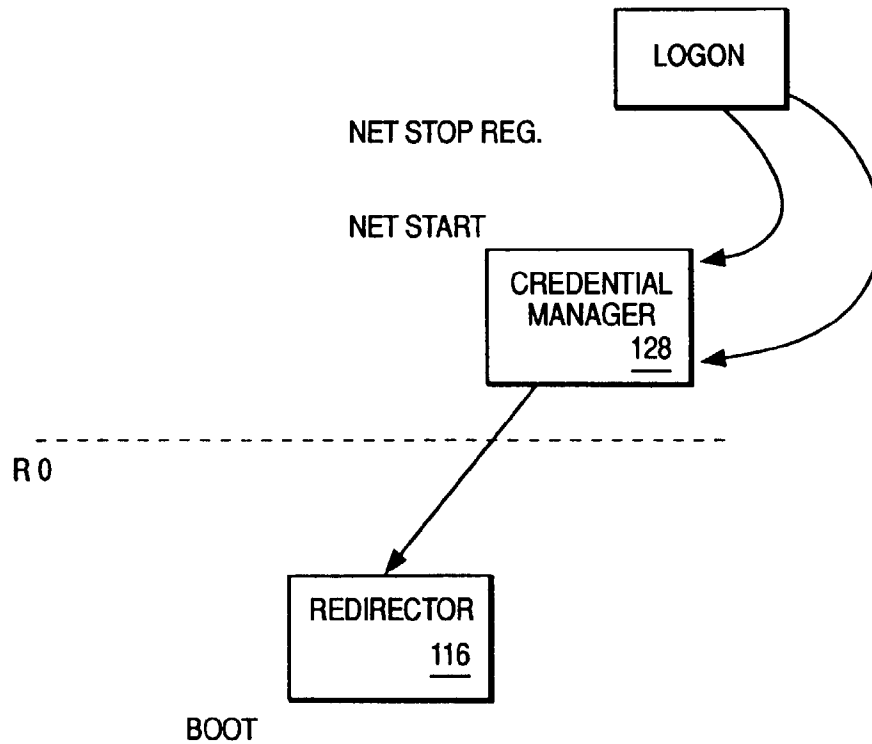 LOGON
NET STOP REG.
NET START
CREDENTIAL
MANAGER
128
R 0
REDIRECTOR
116
BOOT